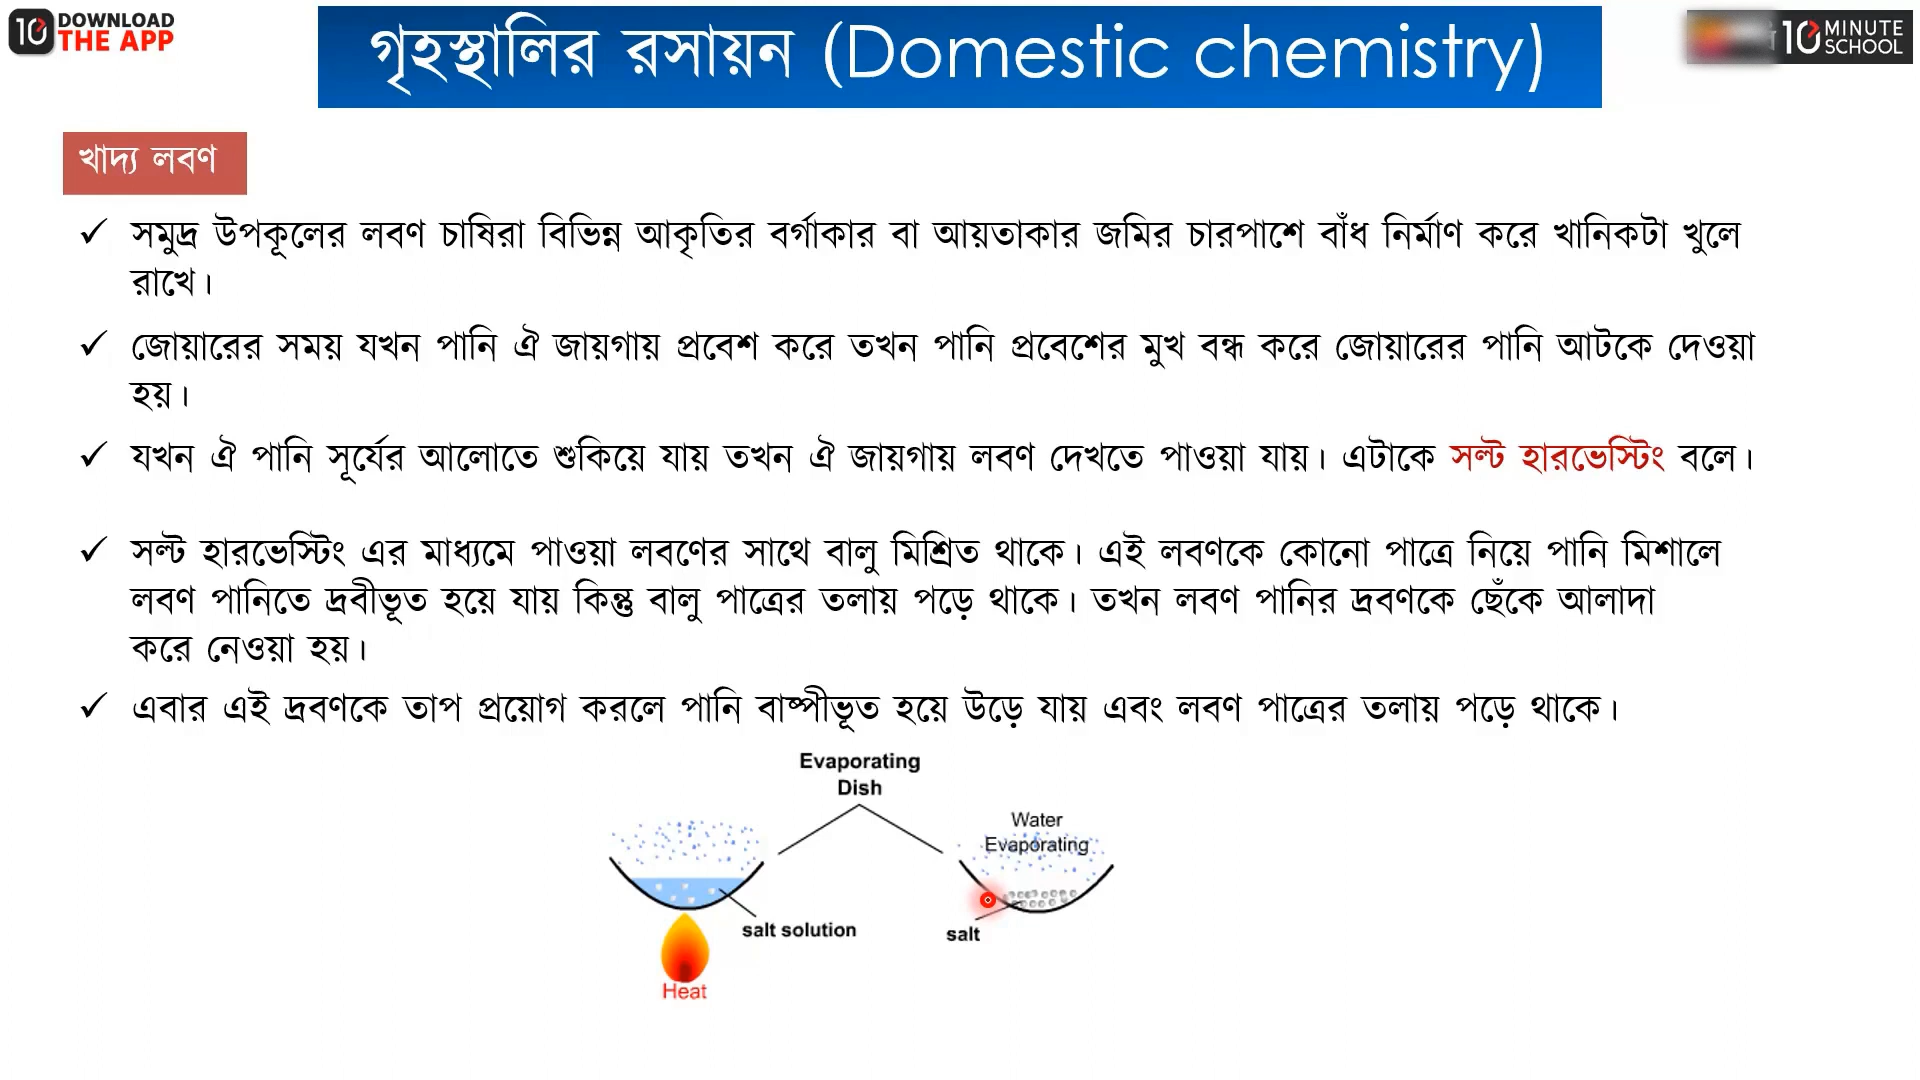 DOWNLOAD
THE APP
গৃহস্থালির রসায়ন (Domestic chemistry)
10 MINUTE
SCHOOL
খাদ্য লবণ
✓ সমুদ্র উপকূলের লবণ চাষিরা বিভিন্ন আকৃতির বর্গাকার বা আয়তাকার জমির চারপাশে বাঁধ নির্মাণ করে খানিকটা খুলে
রাখে।
✓ জোয়ারের সময় যখন পানি ঐ জায়গায় প্রবেশ করে তখন পানি প্রবেশের মুখ বন্ধ করে জোয়ারের পানি আটকে দেওয়া
হয়।
✓ যখন ঐ পানি সূর্যের আলোতে শুকিয়ে যায় তখন ঐ জায়গায় লবণ দেখতে পাওয়া যায়। এটাকে সল্ট হারভেস্টিং বলে।
✓ সল্ট হারভেস্টিং এর মাধ্যমে পাওয়া লবণের সাথে বালু মিশ্রিত থাকে। এই লবণকে কোনো পাত্রে নিয়ে পানি মিশালে
লবণ পানিতে দ্রবীভূত হয়ে যায় কিন্তু বালু পাত্রের তলায় পড়ে থাকে। তখন লবণ পানির দ্রবণকে ছেঁকে আলাদা
করে নেওয়া হয়।
✓ এবার এই দ্রবণকে তাপ প্রয়োগ করলে পানি বাষ্পীভূত হয়ে উড়ে যায় এবং লবণ পাত্রের তলায় পড়ে থাকে।
Evaporating
Dish
Water
Evaporating
salt solution
salt
Heat